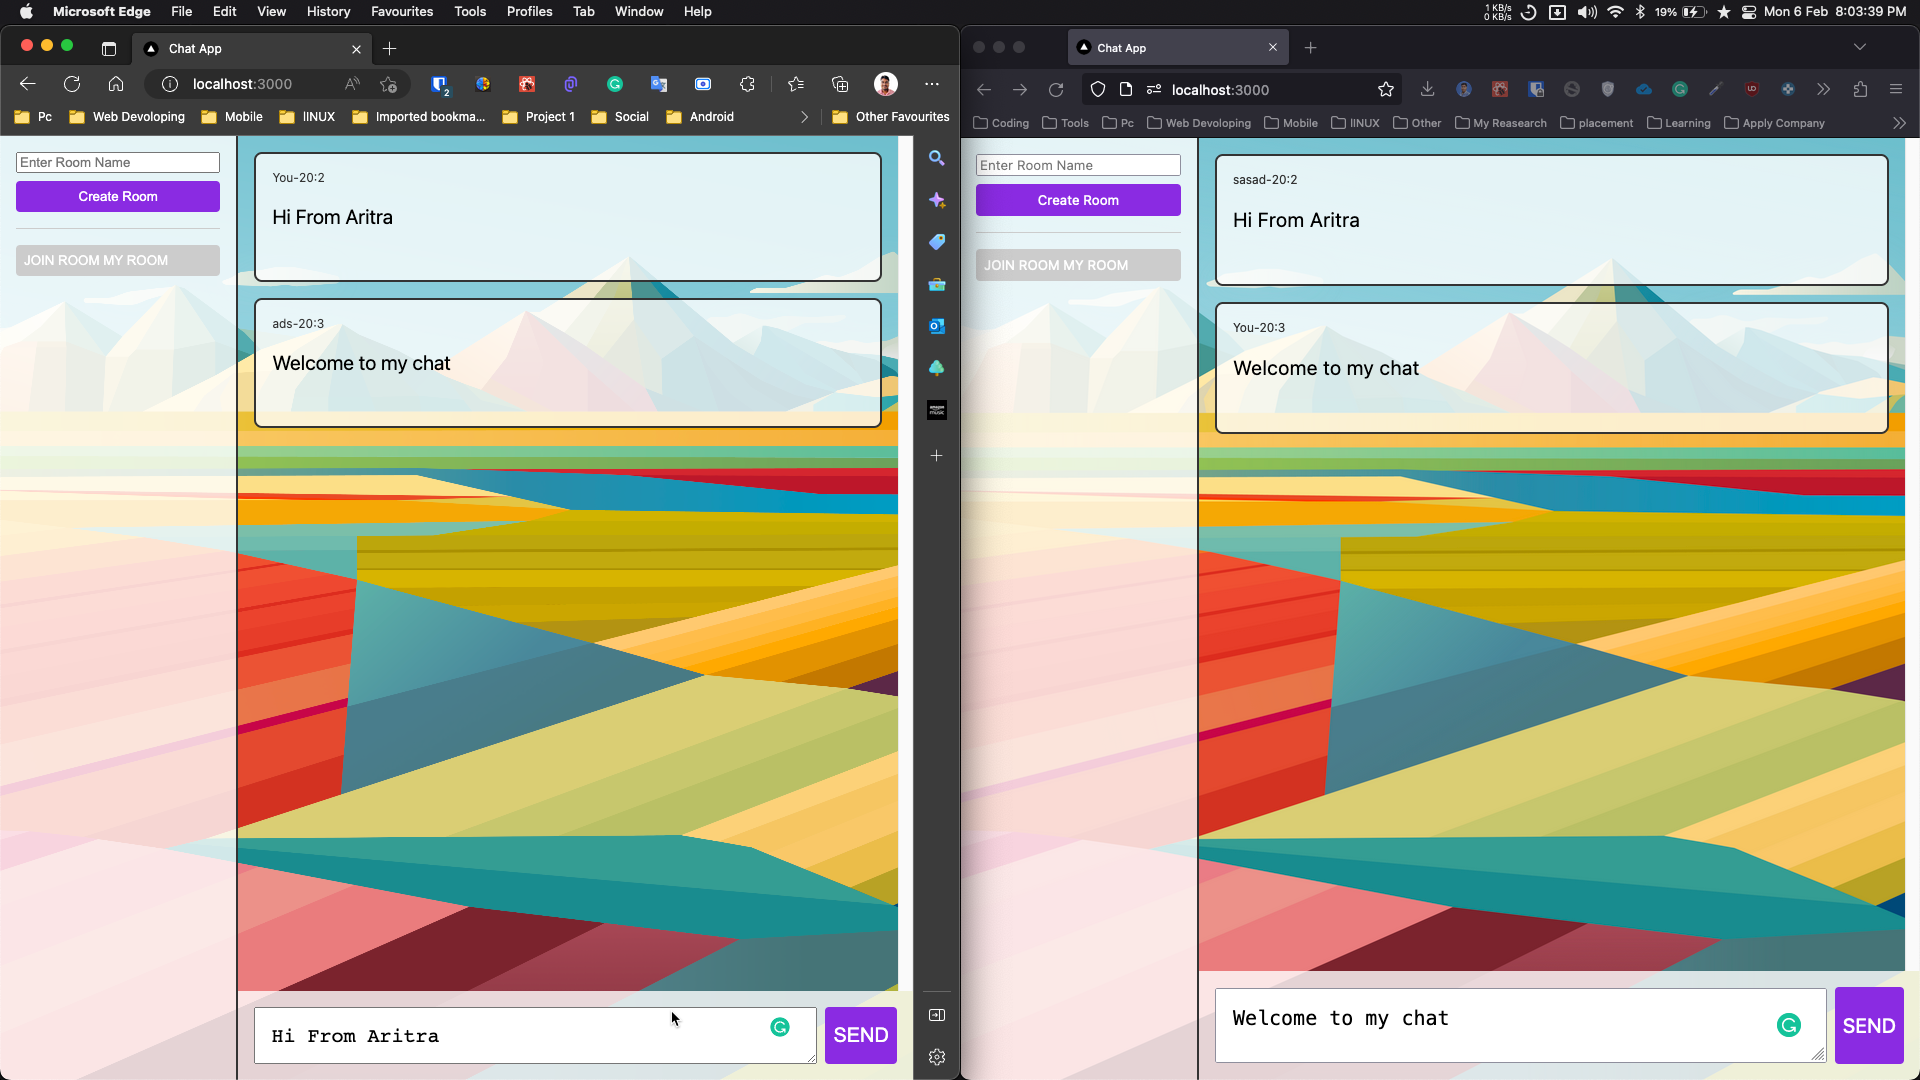 Microsoft Edge File Edit View History Favourites Tools Profiles Tab Window Help
1 KB/s
0 KB/s
19% Mon 6 Feb 8:03:39 PM
Chat App
localhost:3000
2
Pc Web Devoloping Mobile lINUX Imported bookma... Project 1 Social Android Other Favourites
Enter Room Name
Create Room
JOIN ROOM MY ROOM
You-20:2
Hi From Aritra
ads-20:3
Welcome to my chat
Hi From Aritra
SEND
Chat App
localhost:3000
Coding Tools Pc Web Devoloping Mobile lINUX Other My Reasearch placement Learning Apply Company
Enter Room Name
Create Room
JOIN ROOM MY ROOM
sasad-20:2
Hi From Aritra
You-20:3
Welcome to my chat
Welcome to my chat
SEND